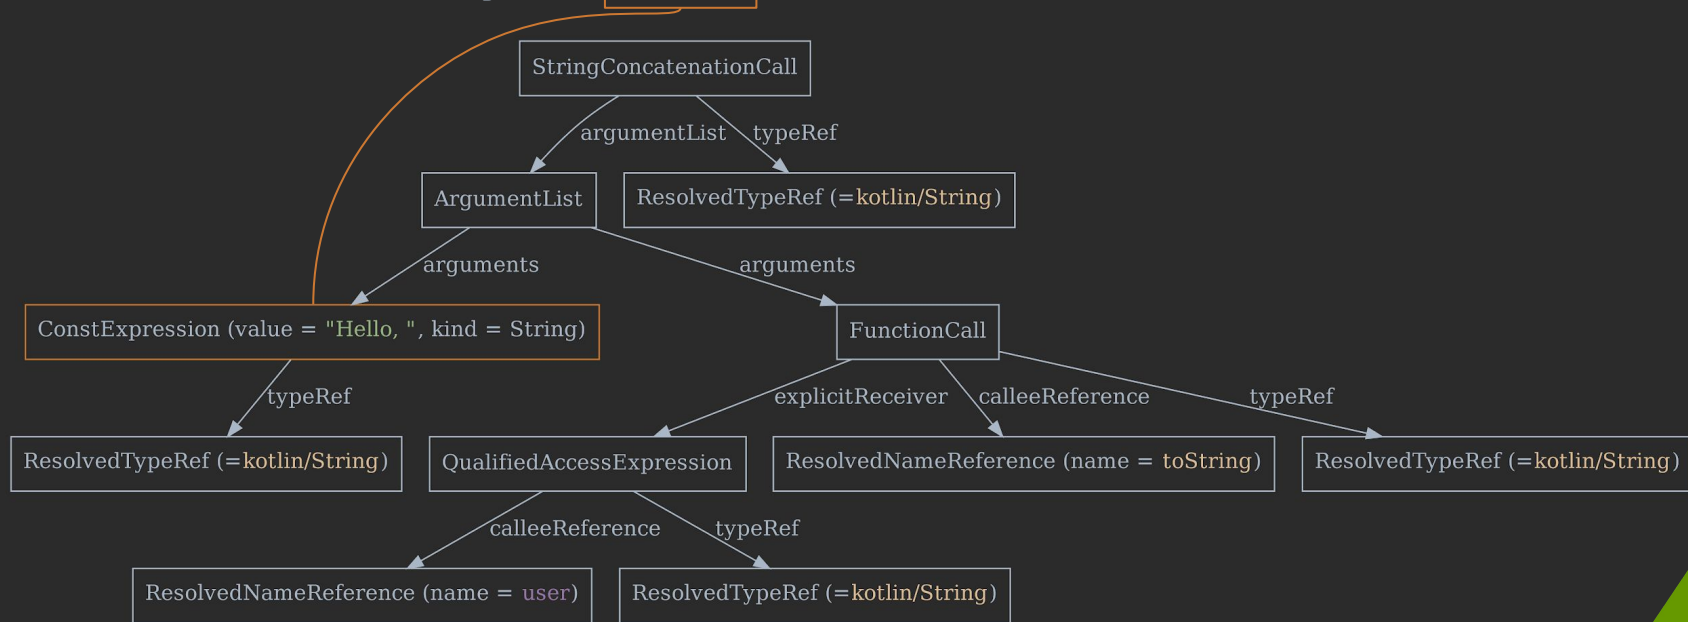 StringConcatenationCall
argumentList typeRef
ArgumentList ResolvedTypeRef (=kotlin/String)
arguments arguments
ConstExpression (value = "Hello, ", kind = String) FunctionCall
typeRef explicitReceiver calleeReference typeRef
ResolvedTypeRef (=kotlin/String) QualifiedAccessExpression ResolvedNameReference (name = toString) ResolvedTypeRef (=kotlin/String)
calleeReference typeRef
ResolvedNameReference (name = user) ResolvedTypeRef (=kotlin/String)